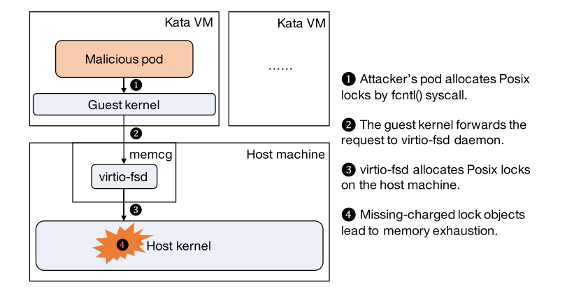 Kata VM
Kata VM
Malicious pod
......
❶
Guest kernel
❷
memcg
Host machine
virtio-fsd
❸
❹ Host kernel
❶ Attacker's pod allocates Posix
locks by fcntl() syscall.
❷ The guest kernel forwards the
request to virtio-fsd daemon.
❸ virtio-fsd allocates Posix locks
on the host machine.
❹ Missing-charged lock objects
lead to memory exhaustion.